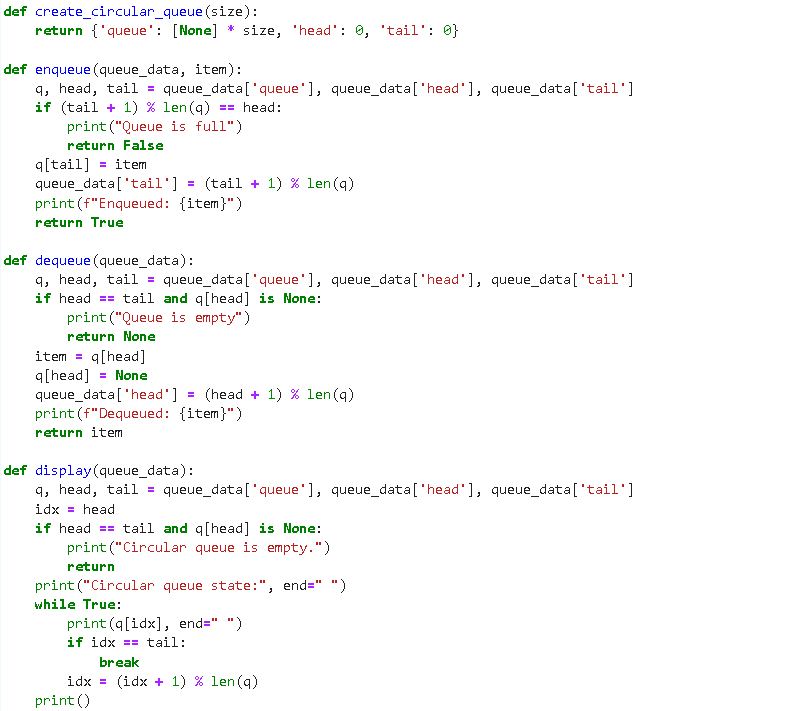 def create_circular_queue(size):
    return {'queue': [None] * size, 'head': 0, 'tail': 0}

def enqueue(queue_data, item):
    q, head, tail = queue_data['queue'], queue_data['head'], queue_data['tail']
    if (tail + 1) % len(q) == head:
        print("Queue is full")
        return False
    q[tail] = item
    queue_data['tail'] = (tail + 1) % len(q)
    print(f"Enqueued: {item}")
    return True

def dequeue(queue_data):
    q, head, tail = queue_data['queue'], queue_data['head'], queue_data['tail']
    if head == tail and q[head] is None:
        print("Queue is empty")
        return None
    item = q[head]
    q[head] = None
    queue_data['head'] = (head + 1) % len(q)
    print(f"Dequeued: {item}")
    return item

def display(queue_data):
    q, head, tail = queue_data['queue'], queue_data['head'], queue_data['tail']
    idx = head
    if head == tail and q[head] is None:
        print("Circular queue is empty.")
        return
    print("Circular queue state:", end=" ")
    while True:
        print(q[idx], end=" ")
        if idx == tail:
            break
        idx = (idx + 1) % len(q)
    print()